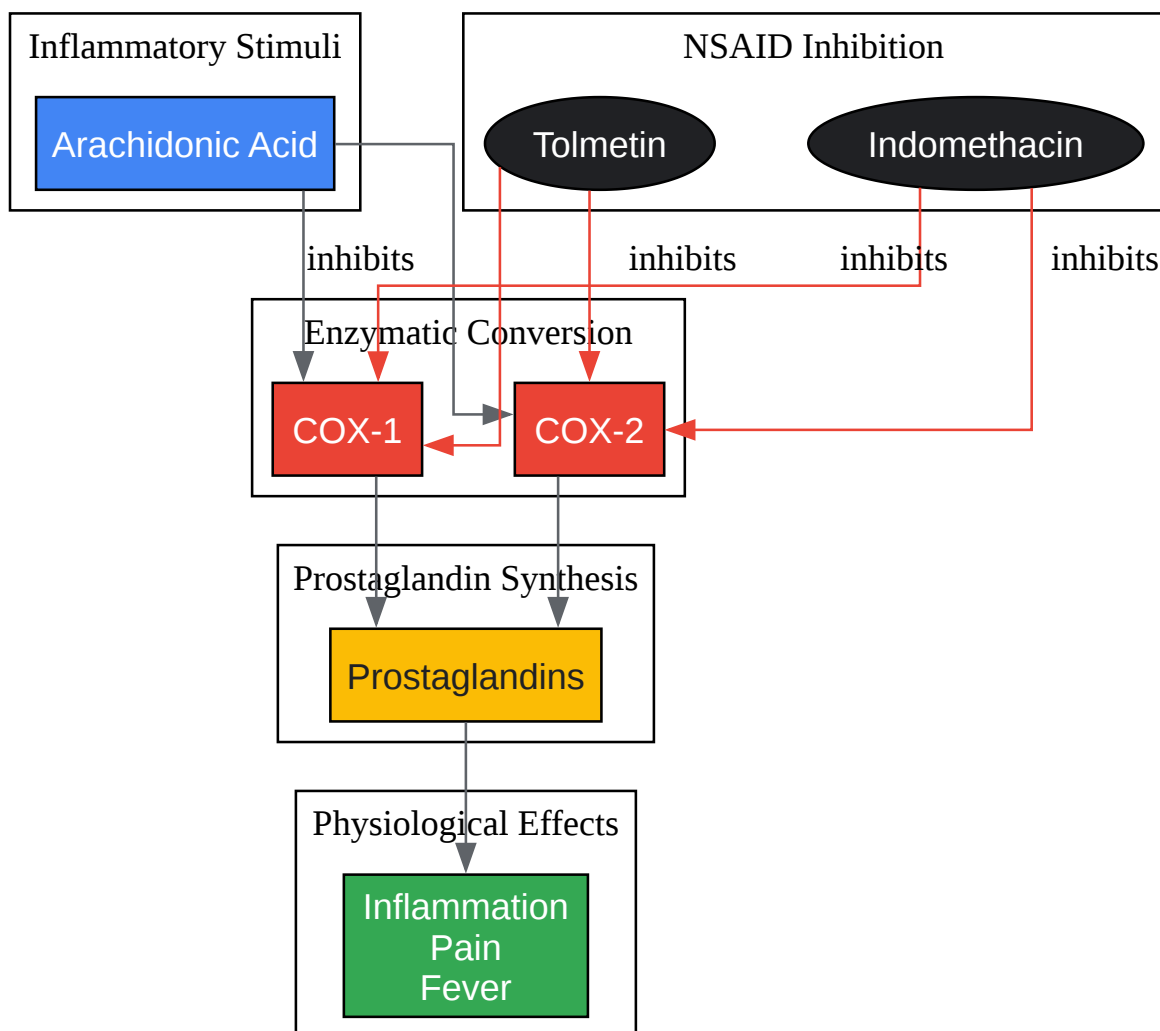 Inflammatory Stimuli
NSAID Inhibition
Arachidonic Acid
Tolmetin
Indomethacin
inhibits
inhibits
inhibits
inhibits
Enzymatic Conversion
COX-1
COX-2
Prostaglandin Synthesis
Prostaglandins
Physiological Effects
Inflammation
Pain
Fever